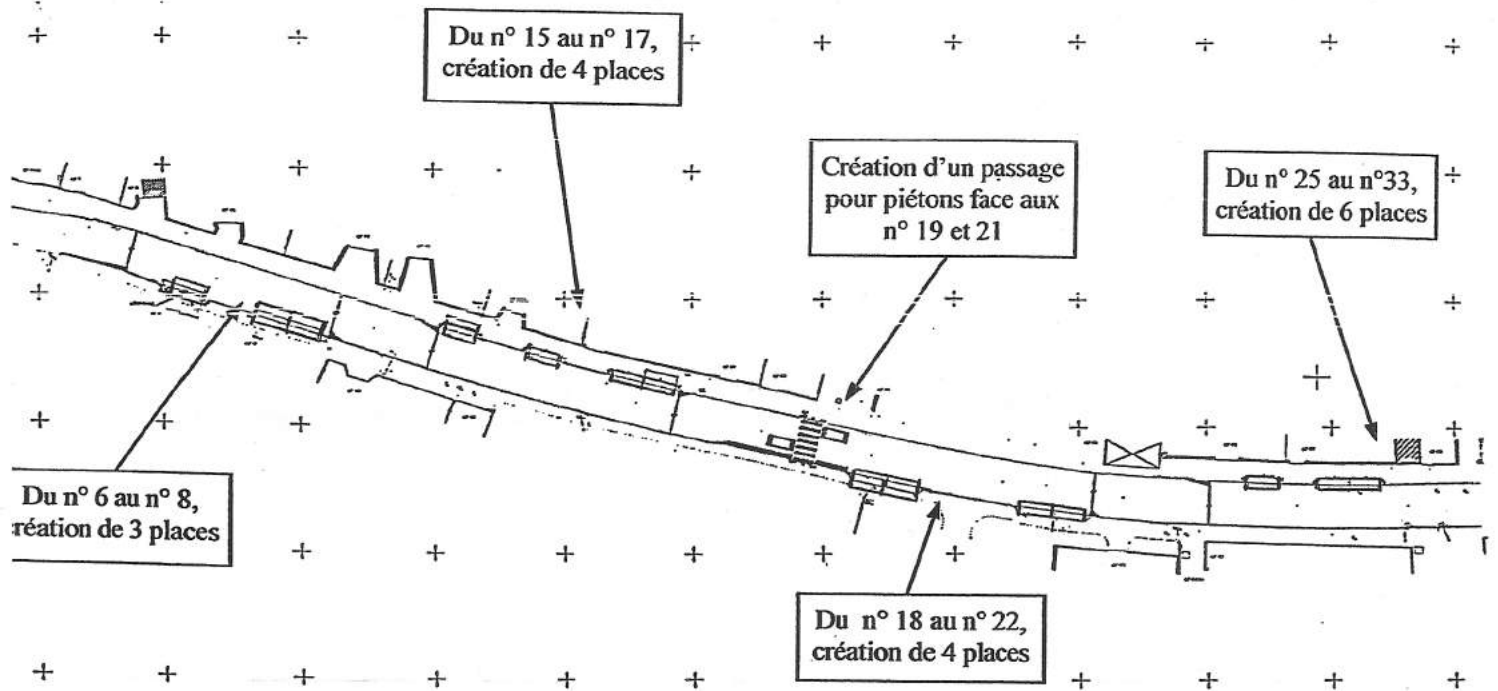 Du n° 15 au n° 17,
création de 4 places
Création d'un passage
pour piétons face aux
n° 19 et 21
Du n° 25 au n°33,
création de 6 places
Du n° 6 au n° 8,
réation de 3 places
Du n° 18 au n° 22,
création de 4 places